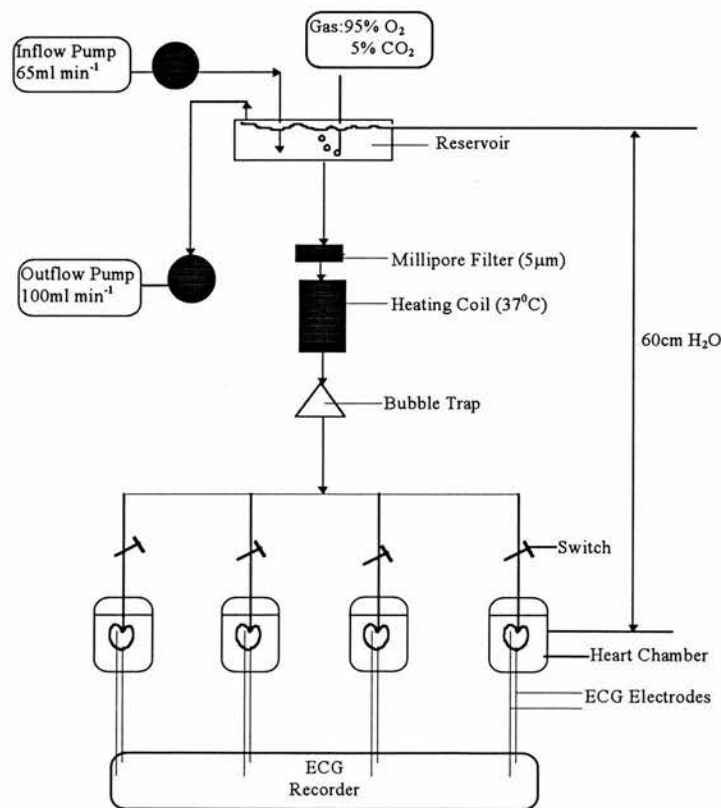 Gas:95% O₂
5% CO₂
Inflow Pump
65ml min⁻¹
Reservoir
Outflow Pump
100ml min⁻¹
Millipore Filter (5μm)
Heating Coil (37⁰C)
60cm H₂O
Bubble Trap
Switch
Heart Chamber
ECG Electrodes
ECG
Recorder